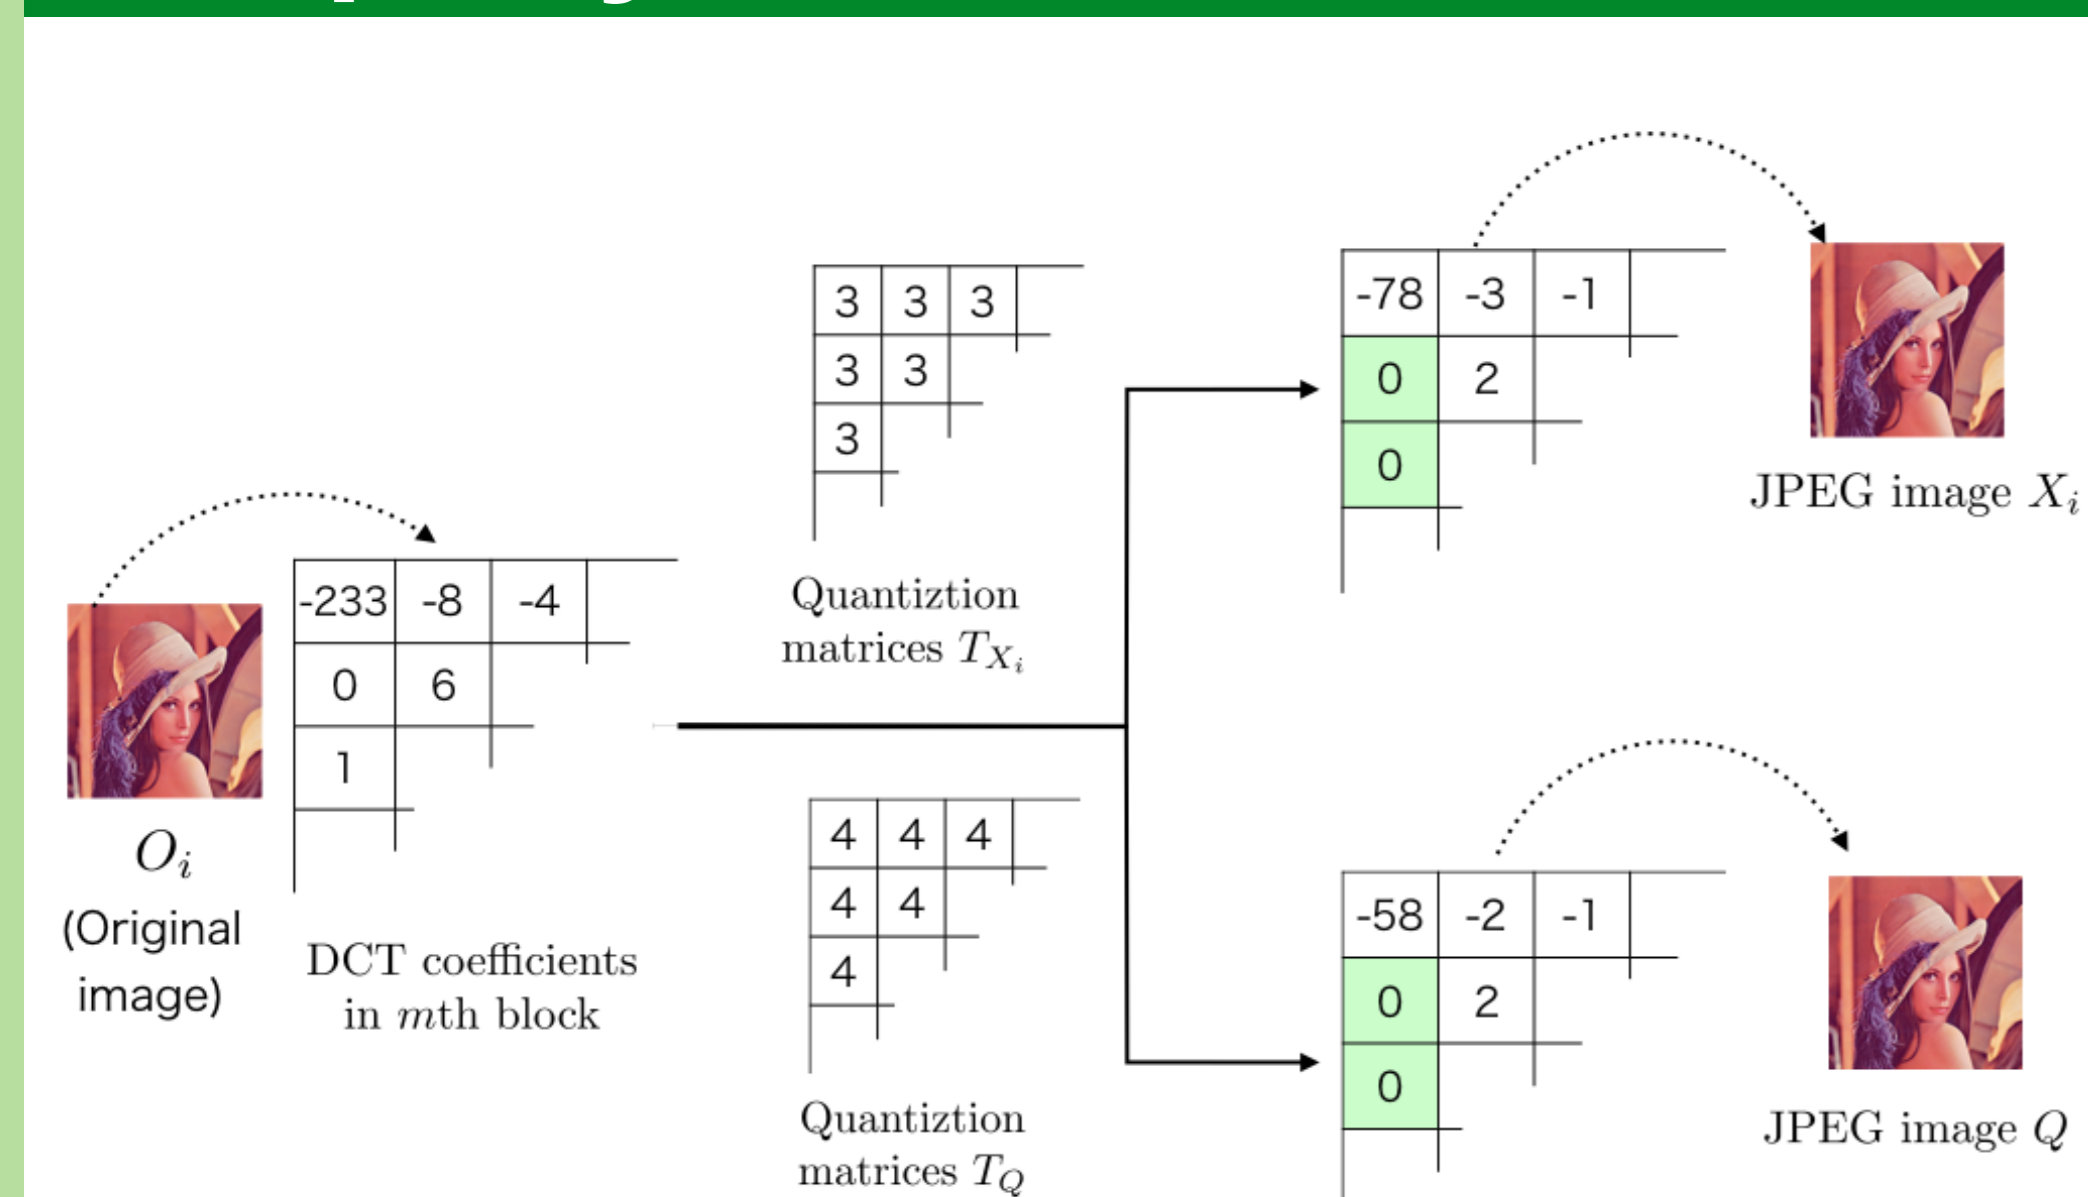 -233 -8 -4
0 6
1
O_i
(Original
image)
DCT coefficients
in mth block
3 3 3
3 3
3
Quantiztion
matrices T_{X_i}
4 4 4
4 4
4
Quantiztion
matrices T_Q
-78 -3 -1
0 2
0
JPEG image X_i
-58 -2 -1
0 2
0
JPEG image Q